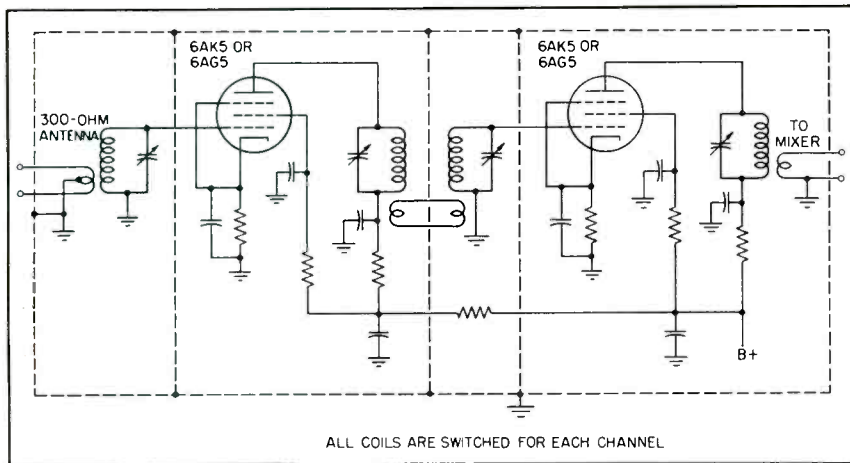 6AK5 OR
6AG5
6AK5 OR
6AG5
300-OHM
ANTENNA
TO
MIXER
B+
ALL COILS ARE SWITCHED FOR EACH CHANNEL